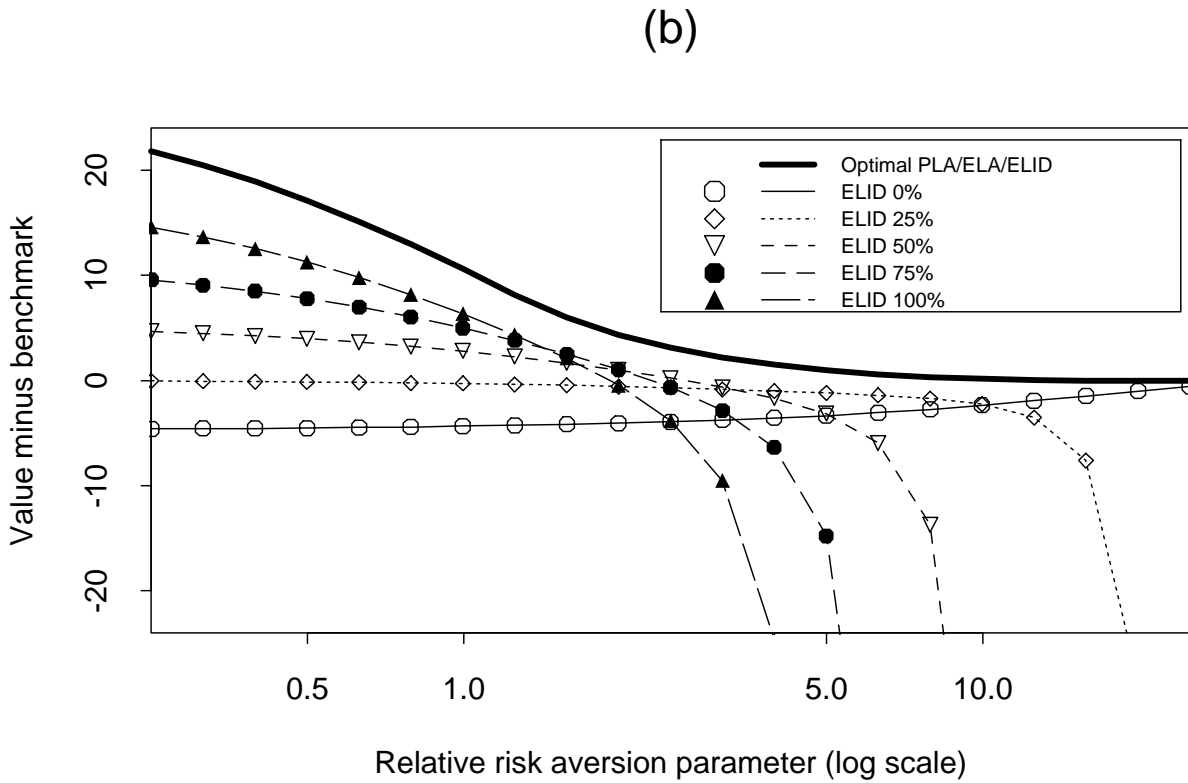 (b)
Value minus benchmark
20
10
0
-10
-20
Optimal PLA/ELA/ELID
ELID 0%
ELID 25%
ELID 50%
ELID 75%
ELID 100%
0.5 1.0 5.0 10.0
Relative risk aversion parameter (log scale)